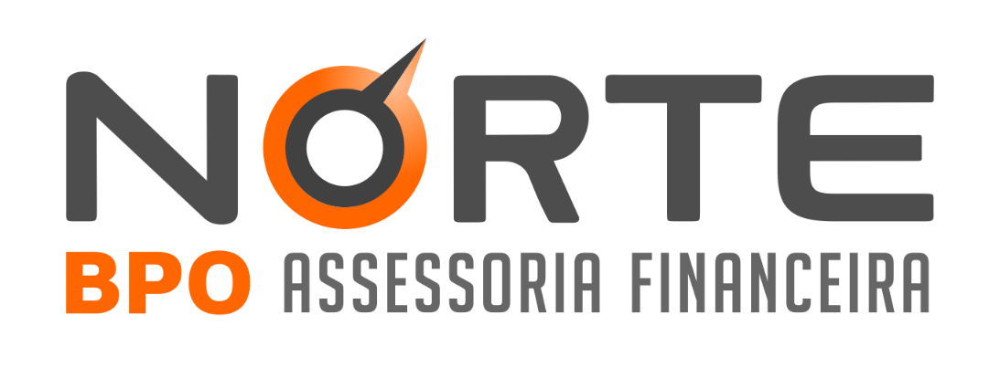 NORTE
BPO ASSESSORIA FINANCEIRA